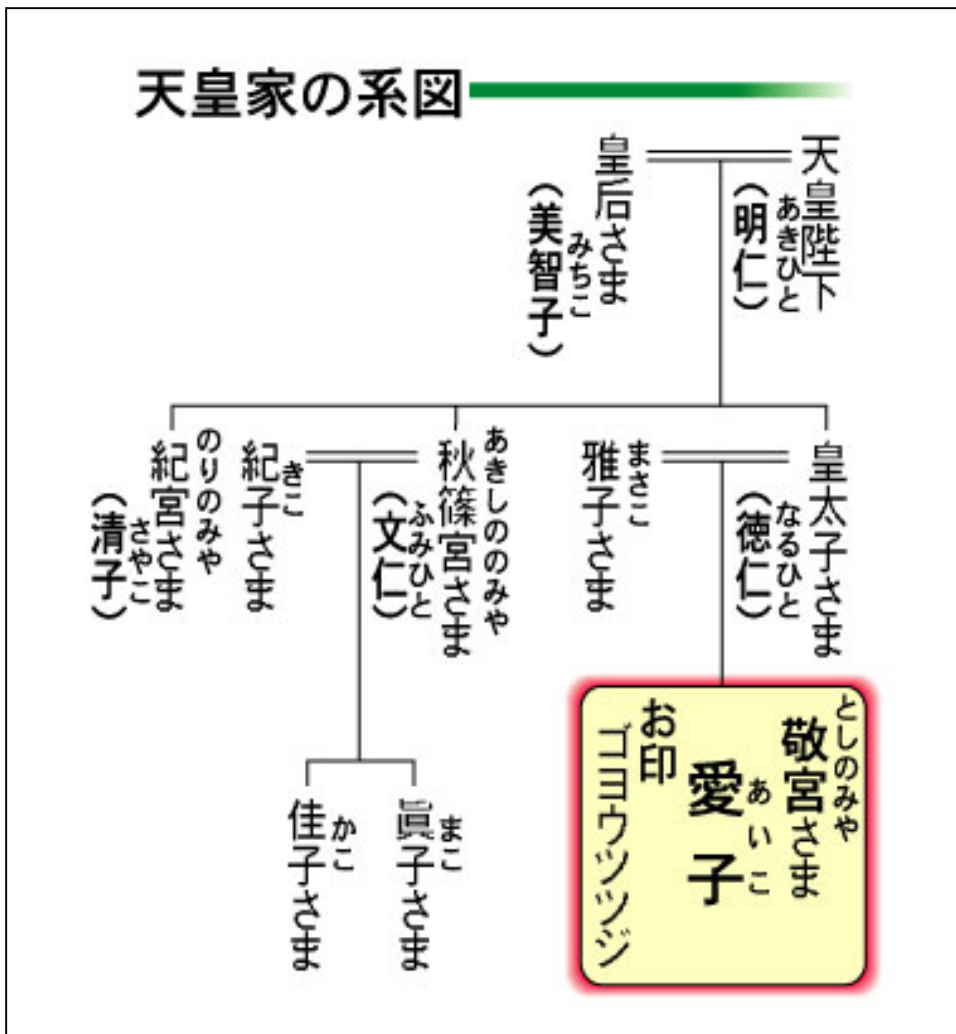 天皇家の系図
天皇陛下
あきひと
(明仁)
皇后さま
みちこ
(美智子)
皇太子さま
なるひと
(徳仁)
まさこ
雅子さま
あきしののみや
秋篠宮さま
ふみひと
(文仁)
きこ
紀子さま
のりのみや
紀宮さま
さやこ
(清子)
としのみや
敬宮さま
あいこ
愛子
お印
ゴヨウツツジ
まこ
眞子さま
かこ
佳子さま